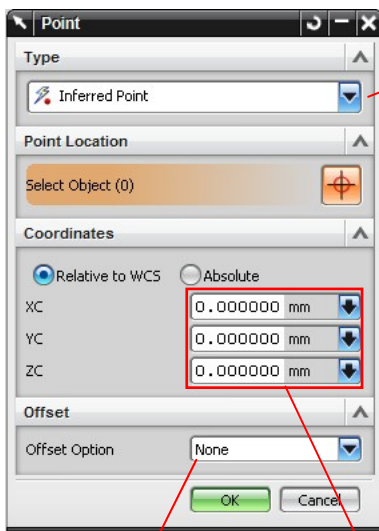 Point
Type
Inferred Point
Point Location
Select Object (0)
Coordinates
Relative to WCS Absolute
XC 0.000000 mm
YC 0.000000 mm
ZC 0.000000 mm
Offset
Offset Option None
OK Cancel